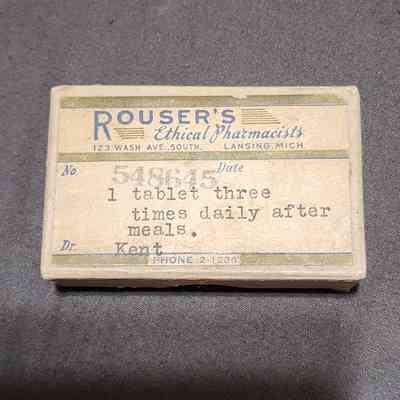 ROUSER'S
Ethical Pharmacists
123 WASH. AVE. SOUTH. LANSING, MICH.
No 548645 Date
1 tablet three
times daily after
meals.
Dr. Kent
PHONE 2-1236